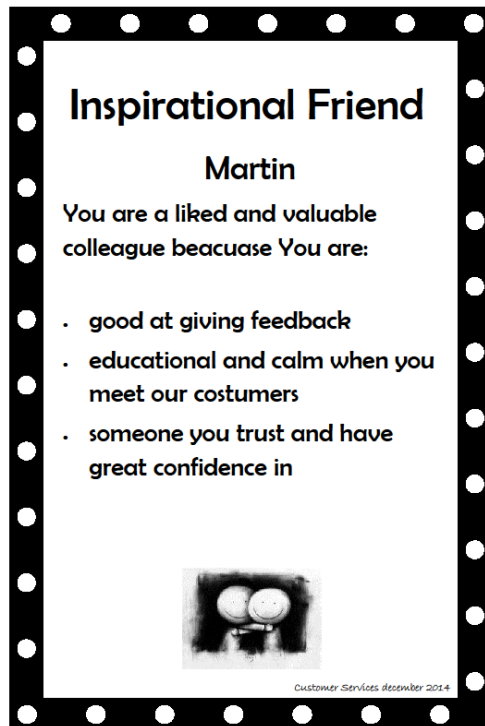 Inspirational Friend
Martin
You are a liked and valuable
colleague beacuase You are:
• good at giving feedback
• educational and calm when you
meet our costumers
• someone you trust and have
great confidence in
Customer Services december 2014